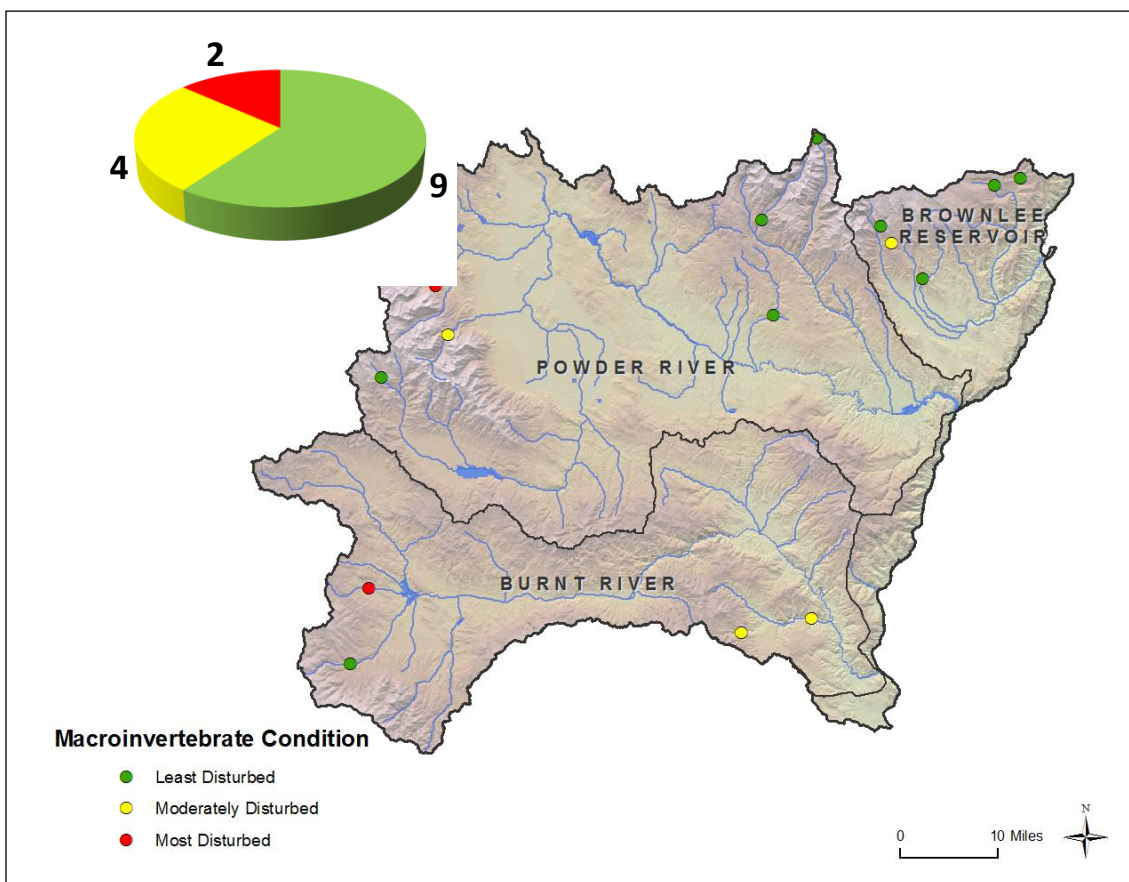 2
4
9
BROWNLEE
RESERVOIR
POWDER RIVER
BURNT RIVER
Macroinvertebrate Condition
Least Disturbed
Moderately Disturbed
Most Disturbed
N
0 10 Miles